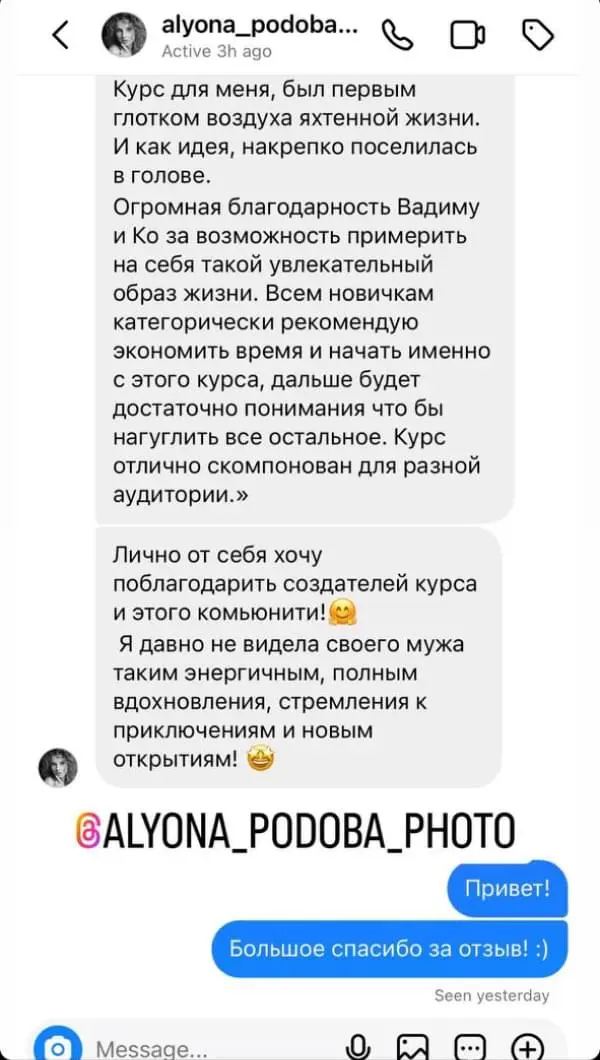 alyona_podoba...
Active 3h ago
Курс для меня, был первым
глотком воздуха яхтенной жизни.
И как идея, накрепко поселилась
в голове.
Огромная благодарность Вадиму
и Ко за возможность примерить
на себя такой увлекательный
образ жизни. Всем новичкам
категорически рекомендую
экономить время и начать именно
с этого курса, дальше будет
достаточно понимания что бы
нагуглить все остальное. Курс
отлично скомпонован для разной
аудитории.»
Лично от себя хочу
поблагодарить создателей курса
и этого комьюнити!🤗
Я давно не видела своего мужа
таким энергичным, полным
вдохновления, стремления к
приключениям и новым
открытиям! 🤩
@ALYONA_PODOBA_PHOTO
Привет!
Большое спасибо за отзыв! :)
Seen yesterday
Message...